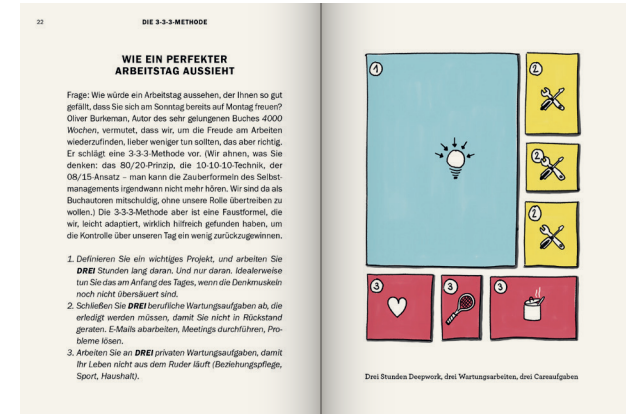 22
DIE 3-3-3-METHODE
WIE EIN PERFEKTER
ARBEITSTAG AUSSIEHT
Frage: Wie würde ein Arbeitstag aussehen, der Ihnen so gut
gefällt, dass Sie sich am Sonntag bereits auf Montag freuen?
Oliver Burkeman, Autor des sehr gelungenen Buches 4000
Wochen, vermutet, dass wir, um die Freude am Arbeiten
wiederzufinden, lieber weniger tun sollten, das aber richtig.
Er schlägt eine 3-3-3-Methode vor. (Wir ahnen, was Sie
denken: das 80/20-Prinzip, die 10-10-10-Technik, der
08/15-Ansatz – man kann die Zauberformeln des Selbst-
managements irgendwann nicht mehr hören. Wir sind da als
Buchautoren mitschuldig, ohne unsere Rolle übertreiben zu
wollen.) Die 3-3-3-Methode aber ist eine Faustformel, die
wir, leicht adaptiert, wirklich hilfreich gefunden haben, um
die Kontrolle über unseren Tag ein wenig zurückzugewinnen.
1. Definieren Sie ein wichtiges Projekt, und arbeiten Sie
DREI Stunden lang daran. Und nur daran. Idealerweise
tun Sie das am Anfang des Tages, wenn die Denkmuskeln
noch nicht übersäuert sind.
2. Schließen Sie DREI berufliche Wartungsaufgaben ab, die
erledigt werden müssen, damit Sie nicht in Rückstand
geraten. E-Mails abarbeiten, Meetings durchführen, Pro-
bleme lösen.
3. Arbeiten Sie an DREI privaten Wartungsaufgaben, damit
Ihr Leben nicht aus dem Ruder läuft (Beziehungspflege,
Sport, Haushalt).
1
2
2
2
3
3
3
Drei Stunden Deepwork, drei Wartungsarbeiten, drei Careaufgaben